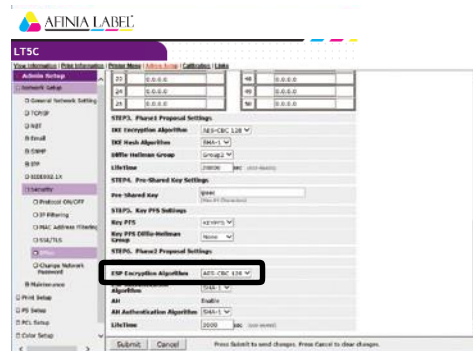 AFINIA LABEL
LT5C
View Information | Print Information | Printer Menu | Admin Setup | Calibration | Links
Admin Setup
Network Setup
General Network Setting
TCP/IP
NBT
Email
SNMP
IPP
IEEE802.1X
Security
Protocol ON/OFF
IP Filtering
MAC Address Filtering
SSL/TLS
IPSec
Change Network Password
Maintenance
Print Setup
PS Setup
PCL Setup
Color Setup
23 0.0.0.0 48 0.0.0.0
24 0.0.0.0 49 0.0.0.0
25 0.0.0.0 50 0.0.0.0
STEP3. Phase1 Proposal Settings
IKE Encryption Algorithm AES-CBC 128
IKE Hash Algorithm SHA-1
Diffie Hellman Group Group2
LifeTime 28800 sec
STEP4. Pre-Shared Key Settings
Pre-Shared Key ipsec
STEP5. Key PFS Settings
Key PFS KEYPFS
Key PFS Diffie-Hellman Group None
STEP6. Phase2 Proposal Settings
ESP Encryption Algorithm AES-CBC 128
Algorithm SHA-1
AH Enable
AH Authentication Algorithm SHA-1
LifeTime 3600 sec
Submit Cancel Press Submit to send changes. Press Cancel to clear changes.